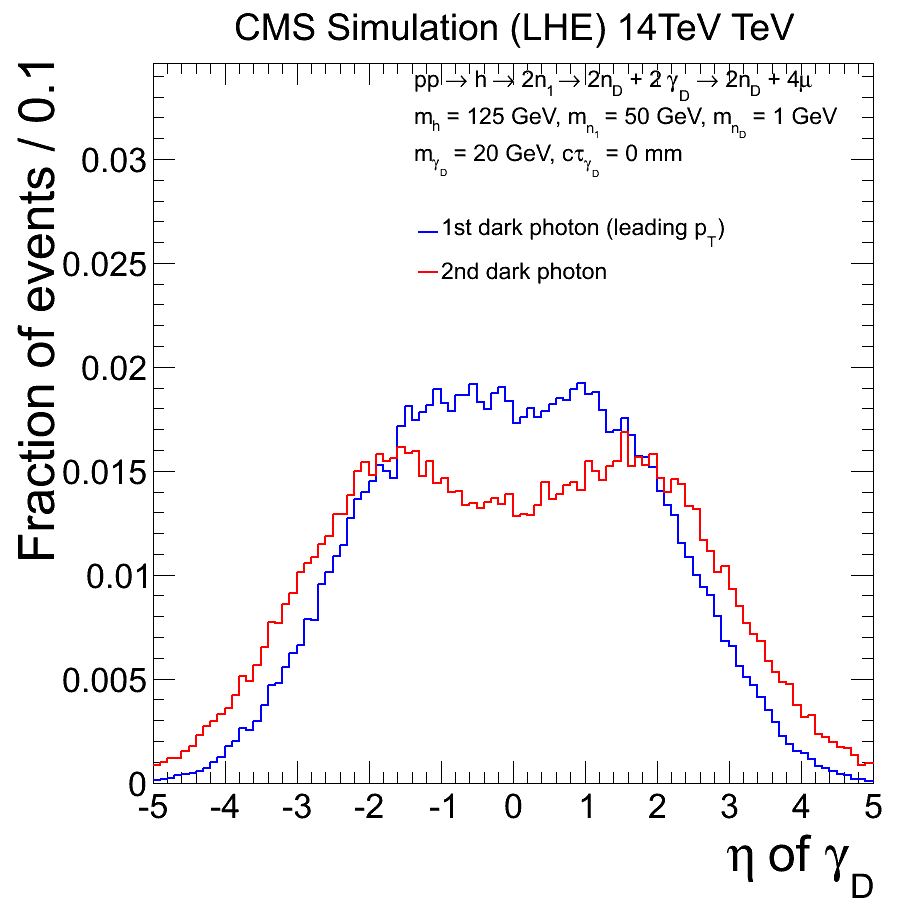 CMS Simulation (LHE) 14TeV TeV
pp → h → 2n₁ → 2n_D + 2 γ_D → 2n_D + 4μ
m_h = 125 GeV, m_n₁ = 50 GeV, m_n_D = 1 GeV
m_γ_D = 20 GeV, cτ_γ_D = 0 mm
1st dark photon (leading p_T)
2nd dark photon
Fraction of events / 0.1
0.03
0.025
0.02
0.015
0.01
0.005
0
-5 -4 -3 -2 -1 0 1 2 3 4 5
η of γ_D